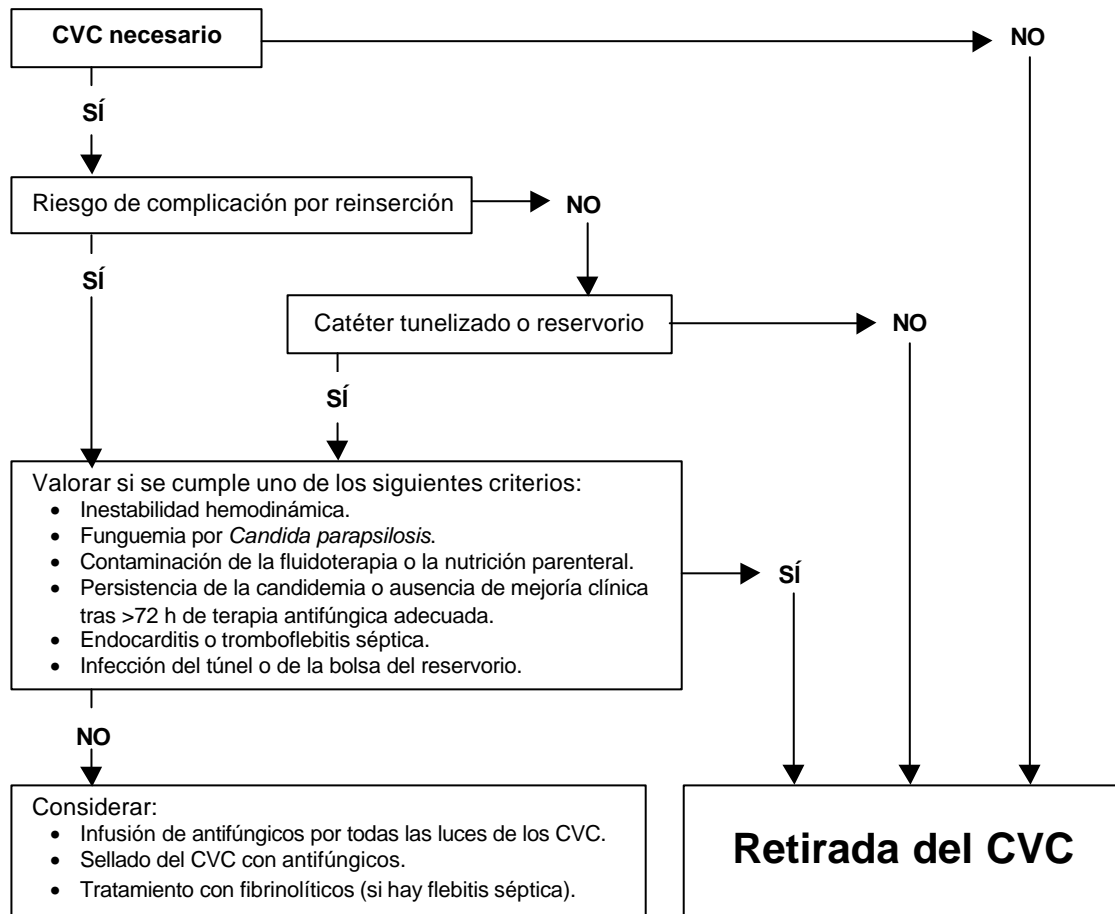 CVC necesario
NO
SÍ
Riesgo de complicación por reinserción
NO
SÍ
Catéter tunelizado o reservorio
NO
SÍ
Valorar si se cumple uno de los siguientes criterios:
• Inestabilidad hemodinámica.
• Funguemia por Candida parapsilosis.
• Contaminación de la fluidoterapia o la nutrición parenteral.
• Persistencia de la candidemia o ausencia de mejoría clínica
tras >72 h de terapia antifúngica adecuada.
• Endocarditis o tromboflebitis séptica.
• Infección del túnel o de la bolsa del reservorio.
SÍ
NO
Considerar:
• Infusión de antifúngicos por todas las luces de los CVC.
• Sellado del CVC con antifúngicos.
• Tratamiento con fibrinolíticos (si hay flebitis séptica).
Retirada del CVC